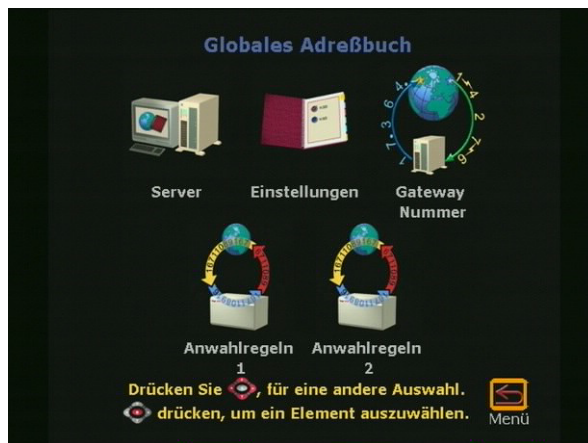 Globales Adreßbuch
Server
Einstellungen
Gateway
Nummer
Anwahlregeln
1
Anwahlregeln
2
Drücken Sie , für eine andere Auswahl.
drücken, um ein Element auszuwählen.
Menü